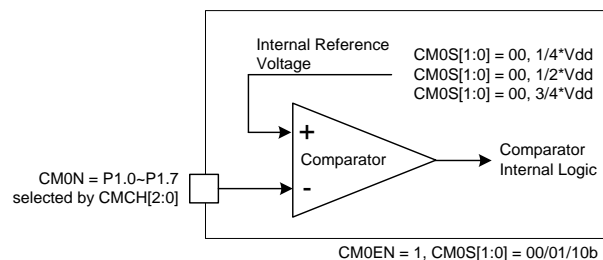 Internal Reference
Voltage
CM0S[1:0] = 00, 1/4*Vdd
CM0S[1:0] = 00, 1/2*Vdd
CM0S[1:0] = 00, 3/4*Vdd
+
Comparator
-
Comparator
Internal Logic
CM0N = P1.0~P1.7
selected by CMCH[2:0]
CM0EN = 1, CM0S[1:0] = 00/01/10b